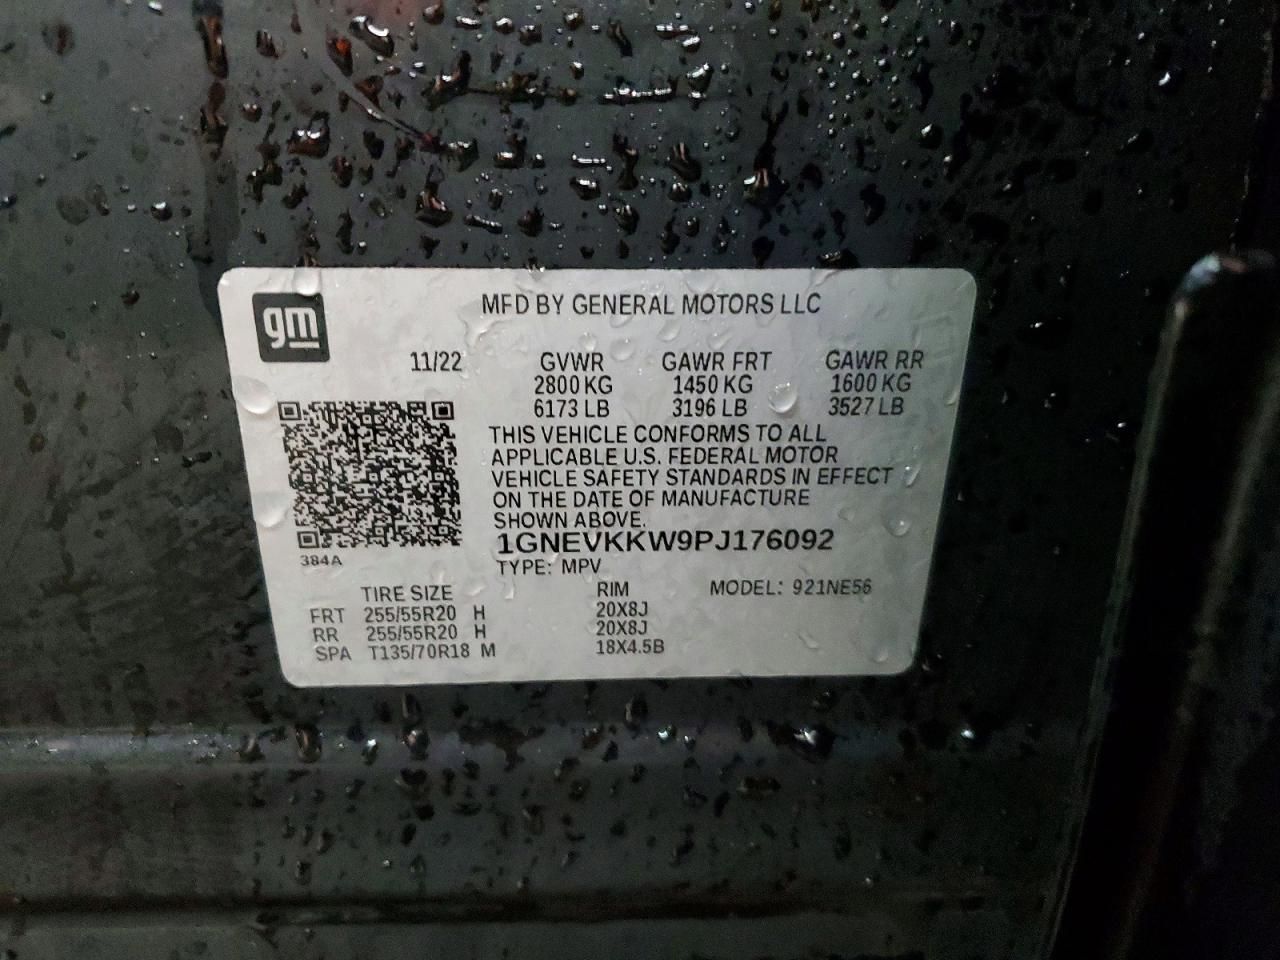 gm
MFD BY GENERAL MOTORS LLC
11/22 GVWR GAWR FRT GAWR RR
2800 KG 1450 KG 1600 KG
6173 LB 3196 LB 3527 LB
THIS VEHICLE CONFORMS TO ALL
APPLICABLE U.S. FEDERAL MOTOR
VEHICLE SAFETY STANDARDS IN EFFECT
ON THE DATE OF MANUFACTURE
SHOWN ABOVE.
1GNEVKKW9PJ176092
384A
TYPE: MPV
TIRE SIZE RIM MODEL: 921NE56
FRT 255/55R20 H 20X8J
RR 255/55R20 H 20X8J
SPA T135/70R18 M 18X4.5B